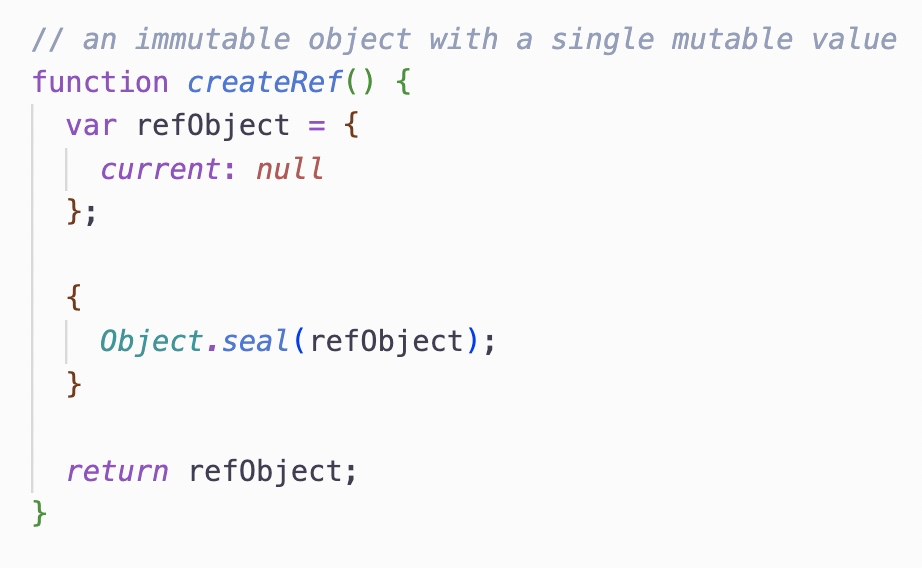 // an immutable object with a single mutable value
function createRef() {
  var refObject = {
    current: null
  };

  {
    Object.seal(refObject);
  }

  return refObject;
}